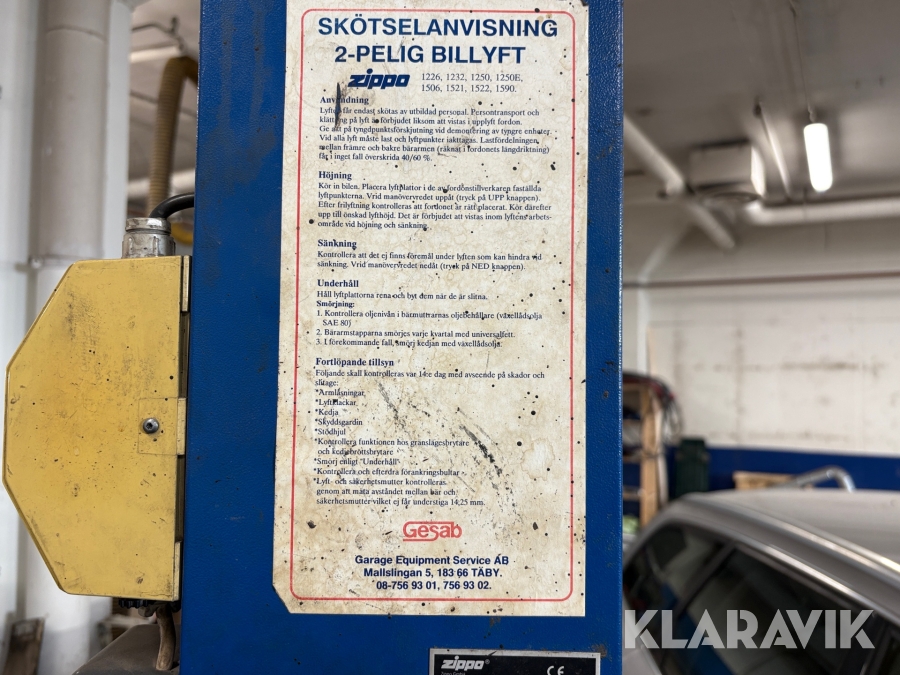 SKÖTSELANVISNING
2-PELIG BILLYFT
zippo 1226, 1232, 1250, 1250E,
1506, 1521, 1522, 1590.
Användning
Lyften får endast skötas av utbildad personal. Persontransport och
klättring på lyft är förbjudet liksom att vistas i upplyft fordon.
Ge akt på tyngdpunktsförskjutning vid demontering av tyngre enheter.
Vid alla lyft måste last och lyftpunkter iakttagas. Lastfördelningen
mellan främre och bakre bärarmen (räknat i fordonets längdriktning)
får i inget fall överskrida 40/60 %.
Höjning
Kör in bilen. Placera lyftplattor i de av fordonstillverkaren faställda
lyftpunkterna. Vrid manövervredet uppåt (tryck på UPP knappen).
Efter frilyftning kontrolleras att fordonet är rätt placerat. Kör därefter
upp till önskad lyfthöjd. Det är förbjudet att vistas inom lyftens arbets-
område vid höjning och sänkning.
Sänkning
Kontrollera att det ej finns föremål under lyften som kan hindra vid
sänkning. Vrid manövervredet nedåt (tryck på NED knappen).
Underhåll
Håll lyftplattorna rena och byt dem när de är slitna.
Smörjning:
1. Kontrollera oljenivån i bärmuttrarnas oljebehållare (växellådsolja
SAE 80)
2. Bärarmstapparna smörjes varje kvartal med universalfett.
3. I förekommande fall, smörj kedjan med växellådsolja.
Fortlöpande tillsyn
Följande skall kontrolleras var 14:e dag med avseende på skador och
slitage:
*Armlåsningar
*Lyftklackar
*Kedja
*Skyddsgardin
*Stödhjul
*Kontrollera funktionen hos gränslägesbrytare
och kedjebrottsbrytare
*Smörj enligt "Underhåll"
*Kontrollera och efterdra förankringsbultar
*Lyft- och säkerhetsmutter kontrolleras
genom att mäta avståndet mellan bär och
säkerhetsmutter vilket ej får understiga 14,25 mm.
Gesab
Garage Equipment Service AB
Mallslingan 5, 183 66 TÄBY.
08-756 93 01, 756 93 02
KLARAVIK
zippo CE